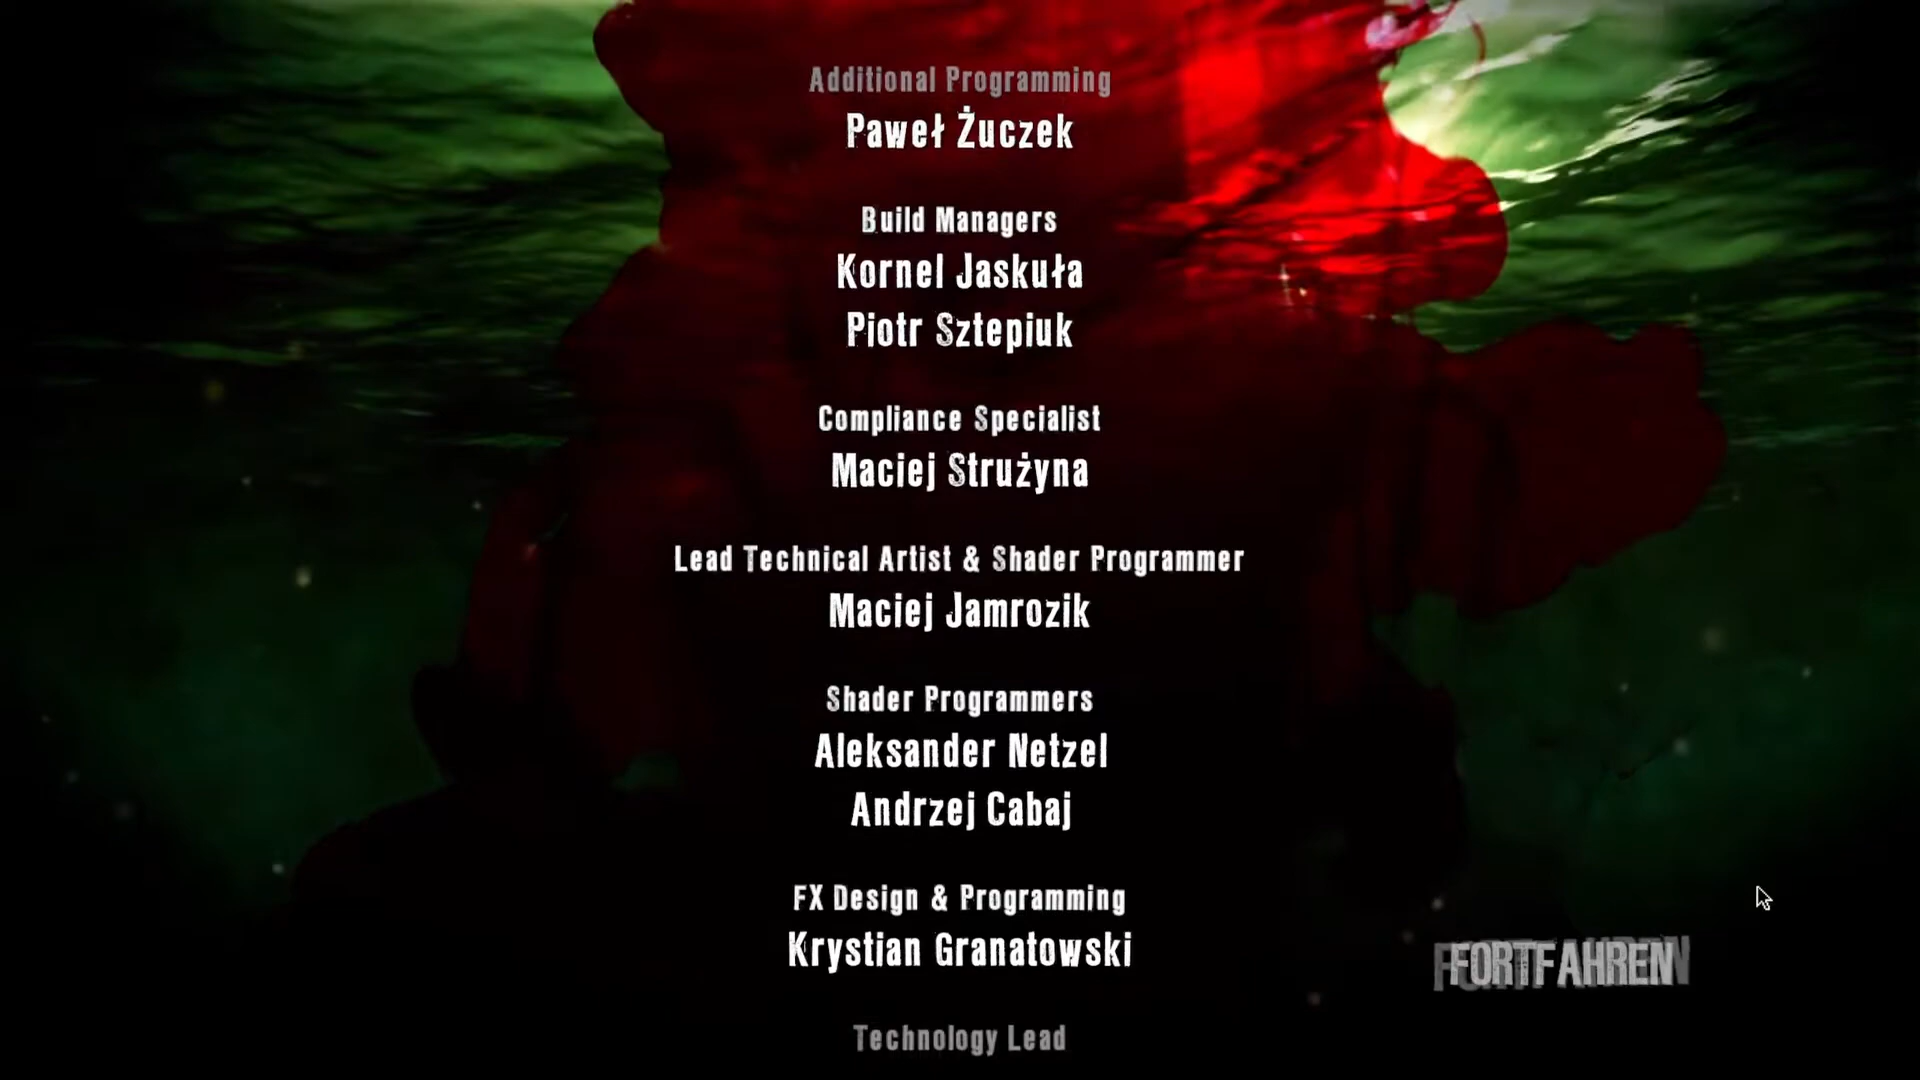 Additional Programming
Paweł Żuczek
Build Managers
Kornel Jaskuła
Piotr Sztepiuk
Compliance Specialist
Maciej Strużyna
Lead Technical Artist & Shader Programmer
Maciej Jamrozik
Shader Programmers
Aleksander Netzel
Andrzej Cabaj
FX Design & Programming
Krystian Granatowski
FORTFAHREN
Technology Lead